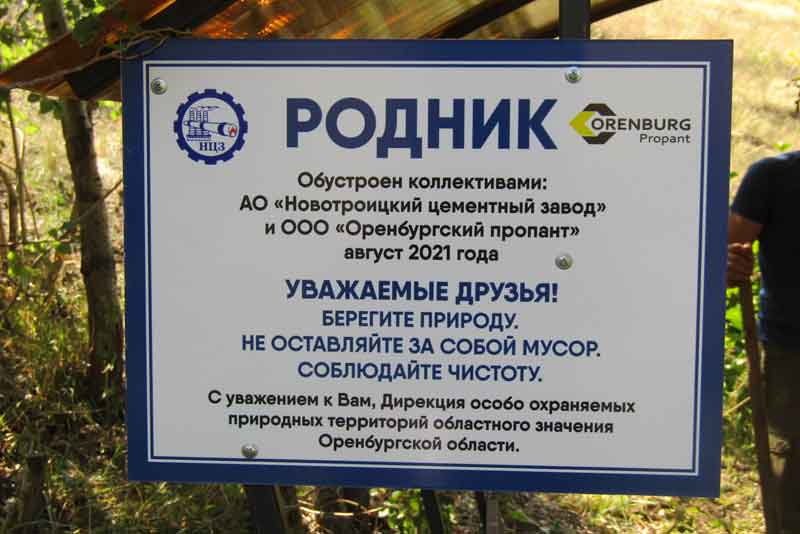 НЦЗ
РОДНИК
ORENBURG
Propant
Обустроен коллективами:
АО «Новотроицкий цементный завод»
и ООО «Оренбургский пропант»
август 2021 года
УВАЖАЕМЫЕ ДРУЗЬЯ!
БЕРЕГИТЕ ПРИРОДУ.
НЕ ОСТАВЛЯЙТЕ ЗА СОБОЙ МУСОР.
СОБЛЮДАЙТЕ ЧИСТОТУ.
С уважением к Вам, Дирекция особо охраняемых
природных территорий областного значения
Оренбургской области.